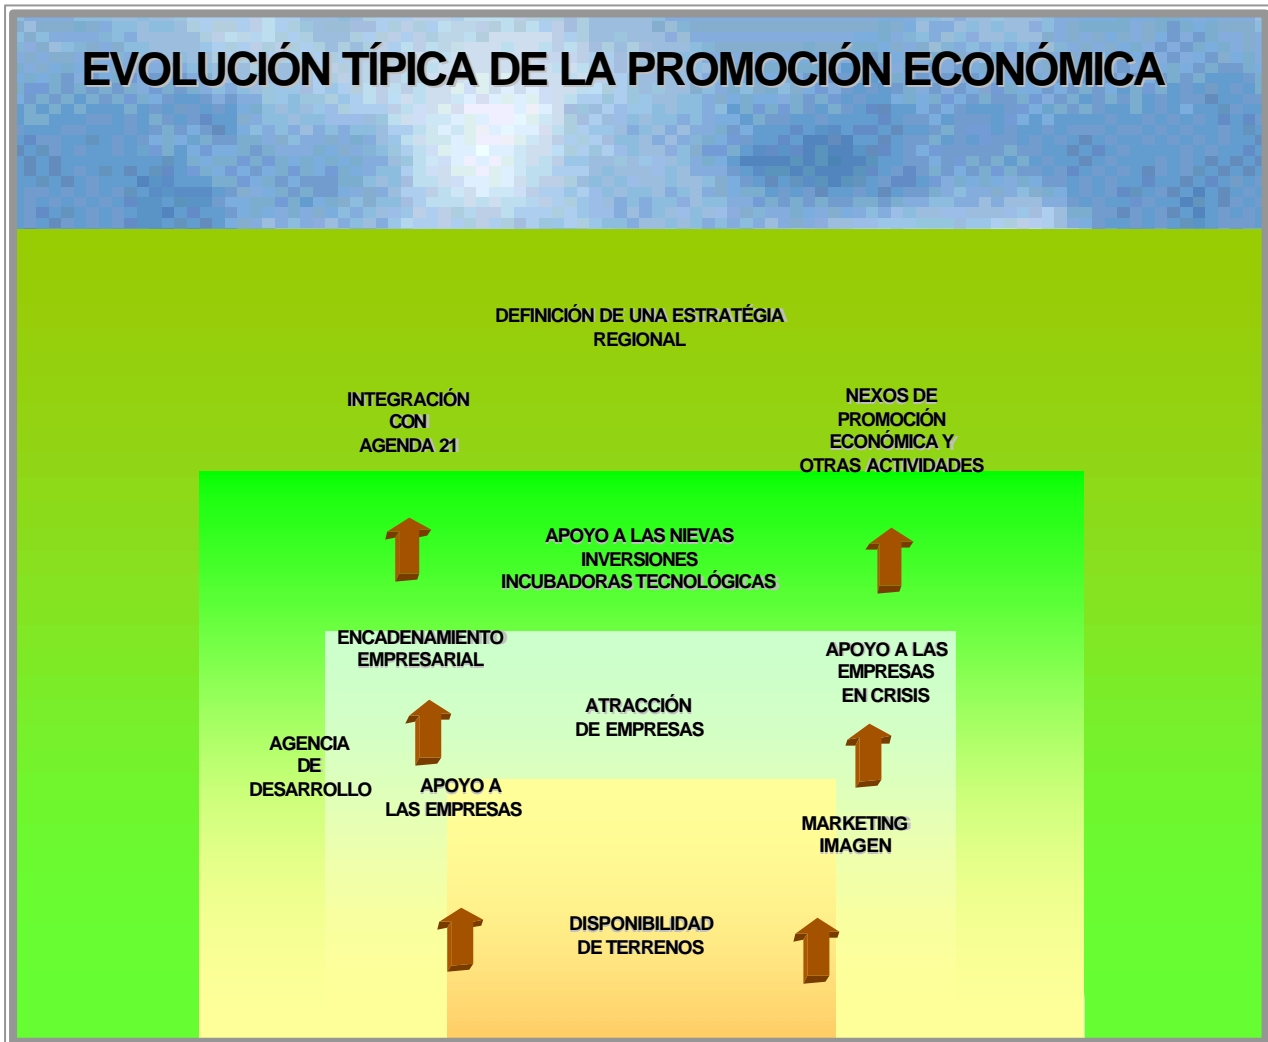 EVOLUCIÓN TÍPICA DE LA PROMOCIÓN ECONÓMICA
DEFINICIÓN DE UNA ESTRATÉGIA
REGIONAL
INTEGRACIÓN
CON
AGENDA 21
NEXOS DE
PROMOCIÓN
ECONÓMICA Y
OTRAS ACTIVIDADES
APOYO A LAS NIEVAS
INVERSIONES
INCUBADORAS TECNOLÓGICAS
ENCADENAMIENTO
EMPRESARIAL
APOYO A LAS
EMPRESAS
EN CRISIS
ATRACCIÓN
DE EMPRESAS
AGENCIA
DE
DESARROLLO
APOYO A
LAS EMPRESAS
MARKETING
IMAGEN
DISPONIBILIDAD
DE TERRENOS